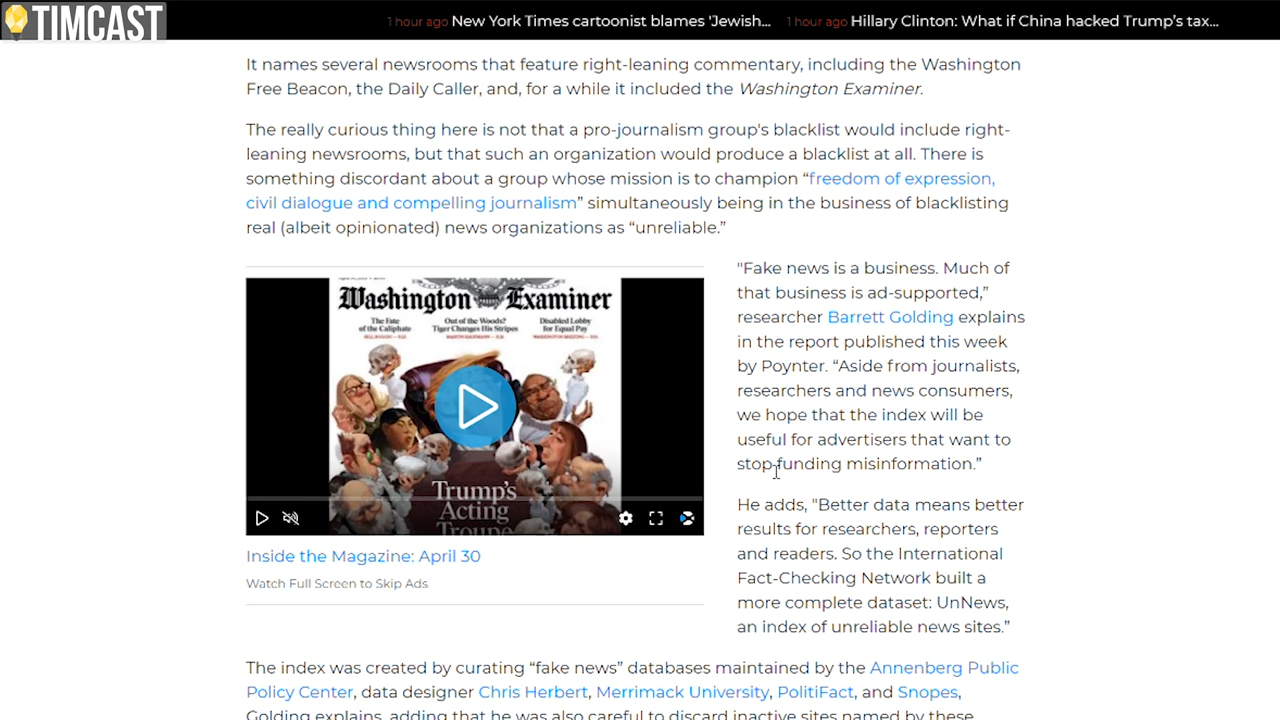 TIMCAST
1 hour ago New York Times cartoonist blames 'Jewish... 1 hour ago Hillary Clinton: What if China hacked Trump's tax...
It names several newsrooms that feature right-leaning commentary, including the Washington
Free Beacon, the Daily Caller, and, for a while it included the Washington Examiner.
The really curious thing here is not that a pro-journalism group's blacklist would include right-
leaning newsrooms, but that such an organization would produce a blacklist at all. There is
something discordant about a group whose mission is to champion “freedom of expression,
civil dialogue and compelling journalism” simultaneously being in the business of blacklisting
real (albeit opinionated) news organizations as “unreliable.”
Washington Examiner
The Fate
of the Caliphate
Out of the Woods?
Tiger Changes His Stripes
Disabled Lobby
for Equal Pay
Trump's
Acting
Troupe
Inside the Magazine: April 30
Watch Full Screen to Skip Ads
"Fake news is a business. Much of
that business is ad-supported,”
researcher Barrett Golding explains
in the report published this week
by Poynter. “Aside from journalists,
researchers and news consumers,
we hope that the index will be
useful for advertisers that want to
stop funding misinformation.”
He adds, "Better data means better
results for researchers, reporters
and readers. So the International
Fact-Checking Network built a
more complete dataset: UnNews,
an index of unreliable news sites.”
The index was created by curating “fake news” databases maintained by the Annenberg Public
Policy Center, data designer Chris Herbert, Merrimack University, PolitiFact, and Snopes,
Golding explains, adding that he was also careful to discard inactive sites named by these